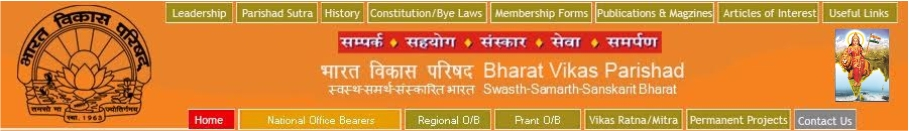 Leadership Parishad Sutra History Constitution/Bye Laws Membership Forms Publications & Magzines Articles of Interest Useful Links
सम्पर्क ♦ सहयोग ♦ संस्कार ♦ सेवा ♦ समर्पण
भारत विकास परिषद
भारत विकास परिषद Bharat Vikas Parishad
स्वस्थ-समर्थ-संस्कारित भारत Swasth-Samarth-Sanskarit Bharat
तमसो मा ज्योतिर्गमय
स्था. 1963
Home National Office Bearers Regional O/B Prant O/B Vikas Ratna/Mitra Permanent Projects Contact Us